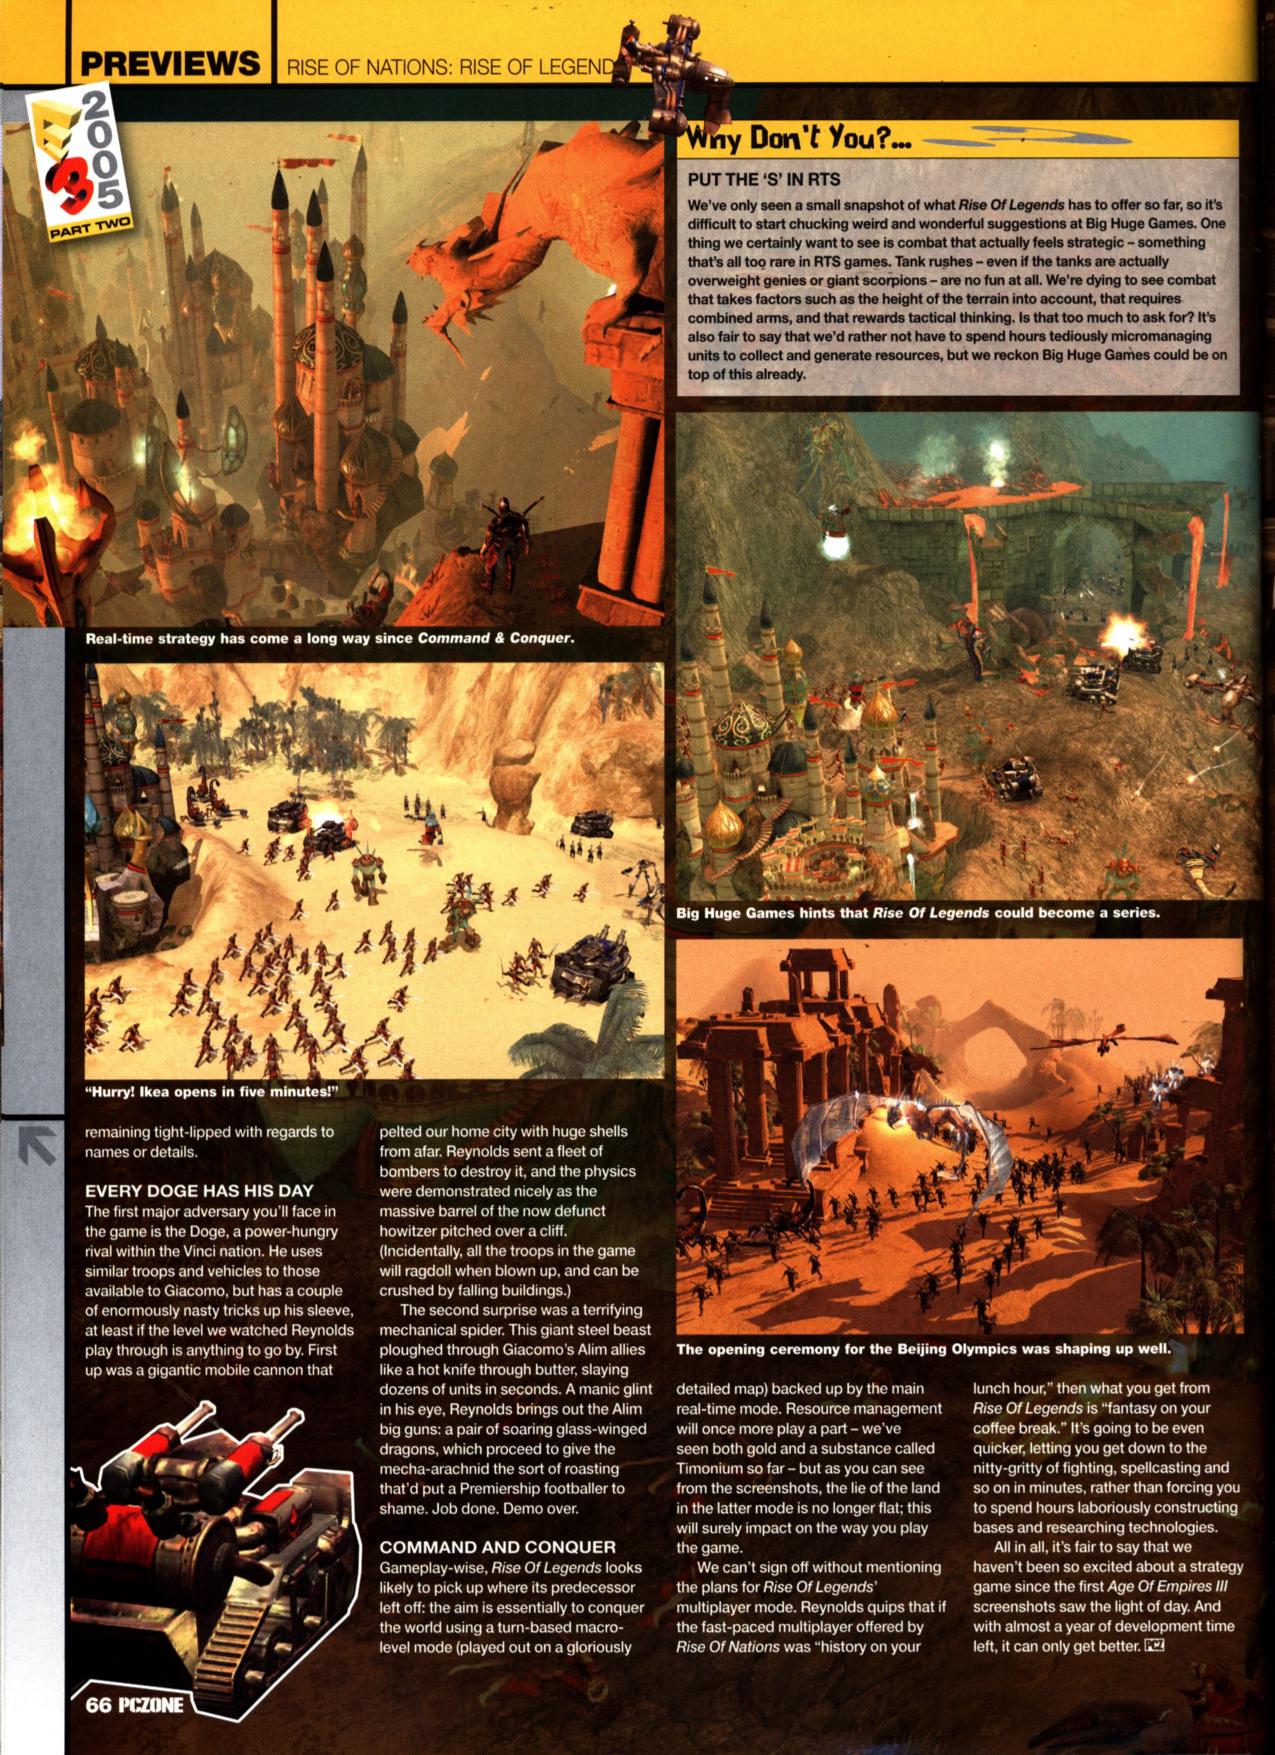 PREVIEWS
RISE OF NATIONS: RISE OF LEGEND
E3
2005
PART TWO
Why Don't You?...
PUT THE ‘S’ IN RTS
We've only seen a small snapshot of what Rise Of Legends has to offer so far, so it's
difficult to start chucking weird and wonderful suggestions at Big Huge Games. One
thing we certainly want to see is combat that actually feels strategic – something
that's all too rare in RTS games. Tank rushes – even if the tanks are actually
overweight genies or giant scorpions – are no fun at all. We're dying to see combat
that takes factors such as the height of the terrain into account, that requires
combined arms, and that rewards tactical thinking. Is that too much to ask for? It's
also fair to say that we'd rather not have to spend hours tediously micromanaging
units to collect and generate resources, but we reckon Big Huge Games could be on
top of this already.
Real-time strategy has come a long way since Command & Conquer.
Big Huge Games hints that Rise Of Legends could become a series.
“Hurry! Ikea opens in five minutes!”
The opening ceremony for the Beijing Olympics was shaping up well.
remaining tight-lipped with regards to
names or details.
EVERY DOGE HAS HIS DAY
The first major adversary you'll face in
the game is the Doge, a power-hungry
rival within the Vinci nation. He uses
similar troops and vehicles to those
available to Giacomo, but has a couple
of enormously nasty tricks up his sleeve,
at least if the level we watched Reynolds
play through is anything to go by. First
up was a gigantic mobile cannon that
pelted our home city with huge shells
from afar. Reynolds sent a fleet of
bombers to destroy it, and the physics
were demonstrated nicely as the
massive barrel of the now defunct
howitzer pitched over a cliff.
(Incidentally, all the troops in the game
will ragdoll when blown up, and can be
crushed by falling buildings.)
The second surprise was a terrifying
mechanical spider. This giant steel beast
ploughed through Giacomo's Alim allies
like a hot knife through butter, slaying
dozens of units in seconds. A manic glint
in his eye, Reynolds brings out the Alim
big guns: a pair of soaring glass-winged
dragons, which proceed to give the
mecha-arachnid the sort of roasting
that'd put a Premiership footballer to
shame. Job done. Demo over.
COMMAND AND CONQUER
Gameplay-wise, Rise Of Legends looks
likely to pick up where its predecessor
left off: the aim is essentially to conquer
the world using a turn-based macro-
level mode (played out on a gloriously
detailed map) backed up by the main
real-time mode. Resource management
will once more play a part – we've
seen both gold and a substance called
Timonium so far – but as you can see
from the screenshots, the lie of the land
in the latter mode is no longer flat; this
will surely impact on the way you play
the game.
We can't sign off without mentioning
the plans for Rise Of Legends'
multiplayer mode. Reynolds quips that if
the fast-paced multiplayer offered by
Rise Of Nations was “history on your
lunch hour,” then what you get from
Rise Of Legends is “fantasy on your
coffee break.” It's going to be even
quicker, letting you get down to the
nitty-gritty of fighting, spellcasting and
so on in minutes, rather than forcing you
to spend hours laboriously constructing
bases and researching technologies.
All in all, it's fair to say that we
haven't been so excited about a strategy
game since the first Age Of Empires III
screenshots saw the light of day. And
with almost a year of development time
left, it can only get better. PCZ
66 PCZONE